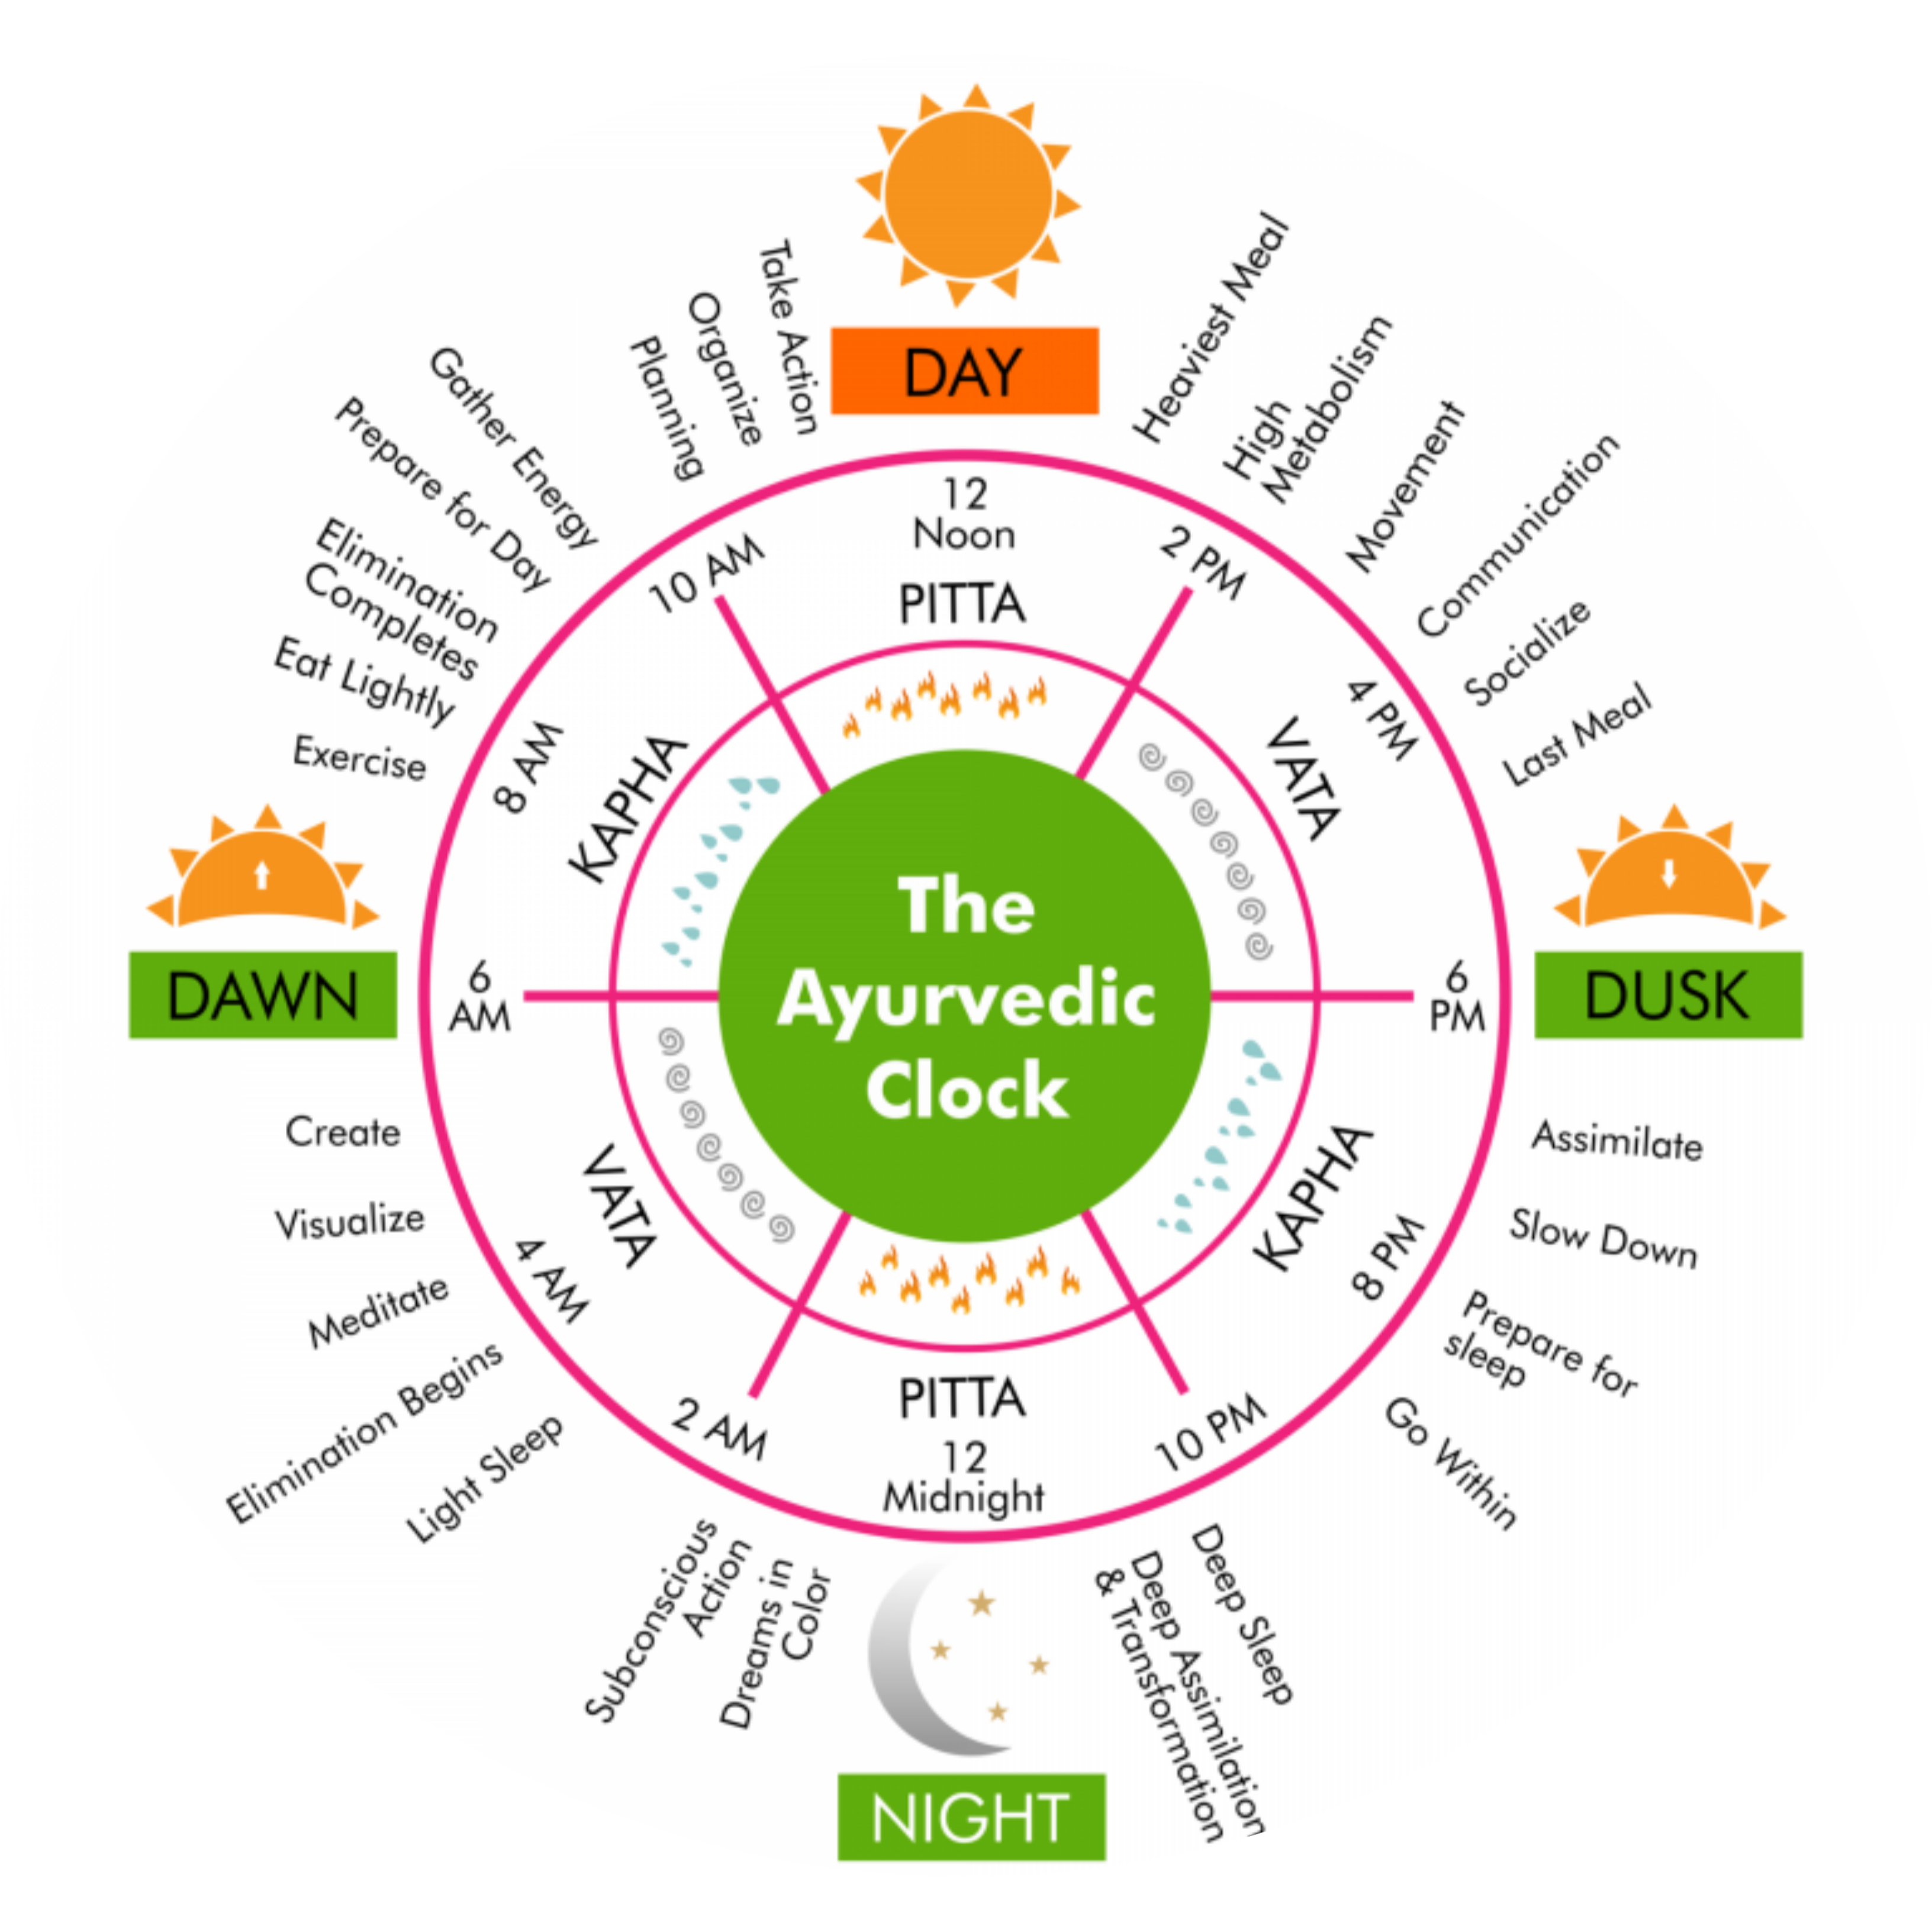 The
Ayurvedic
Clock
DAY
12
Noon
PITTA
Heaviest Meal
High
Metabolism
2 PM
Movement
Communication
Socialize
Last Meal
4 PM
VATA
DUSK
6
PM
Assimilate
Slow Down
Prepare for
sleep
Go Within
KAPHA
8 PM
10 PM
Deep Sleep
Deep Assimilation
& Transformation
PITTA
12
Midnight
NIGHT
Dreams in
Color
Subconscious
Action
2 AM
Light Sleep
Elimination Begins
Meditate
Visualize
Create
4 AM
VATA
DAWN
6
AM
Exercise
Eat Lightly
Elimination
Completes
Prepare for Day
Gather Energy
8 AM
KAPHA
10 AM
Planning
Organize
Take Action